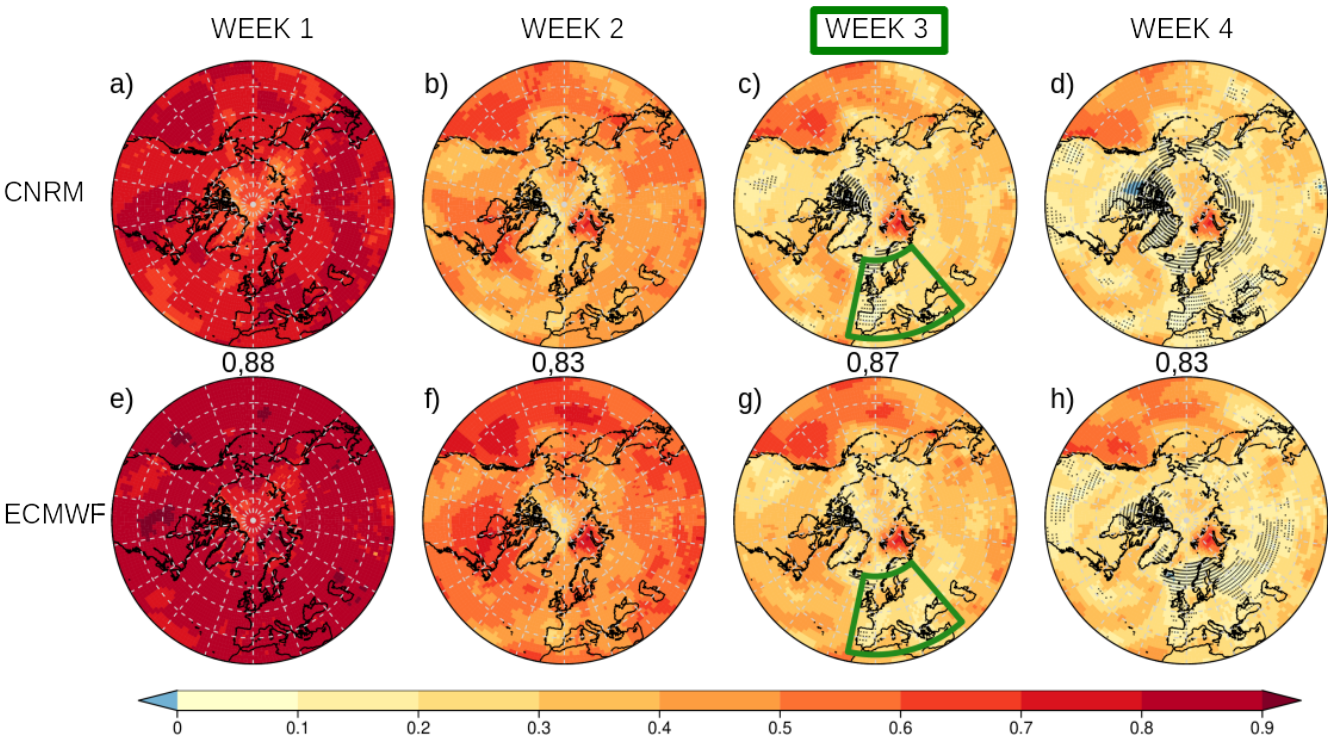 WEEK 1 WEEK 2 WEEK 3 WEEK 4
a) b) c) d)
CNRM
0,88 0,83 0,87 0,83
e) f) g) h)
ECMWF
0 0.1 0.2 0.3 0.4 0.5 0.6 0.7 0.8 0.9